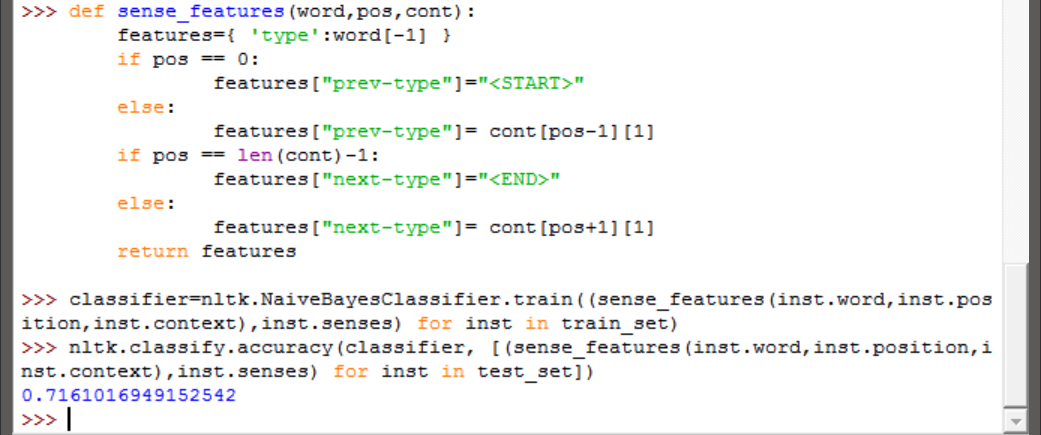 >>> def sense_features(word,pos,cont):
        features={ 'type':word[-1] }
        if pos == 0:
                features["prev-type"]="<START>"
        else:
                features["prev-type"]= cont[pos-1][1]
        if pos == len(cont)-1:
                features["next-type"]="<END>"
        else:
                features["next-type"]= cont[pos+1][1]
        return features
>>> classifier=nltk.NaiveBayesClassifier.train((sense_features(inst.word,inst.pos
ition,inst.context),inst.senses) for inst in train_set)
>>> nltk.classify.accuracy(classifier, [(sense_features(inst.word,inst.position,i
nst.context),inst.senses) for inst in test_set])
0.7161016949152542
>>>